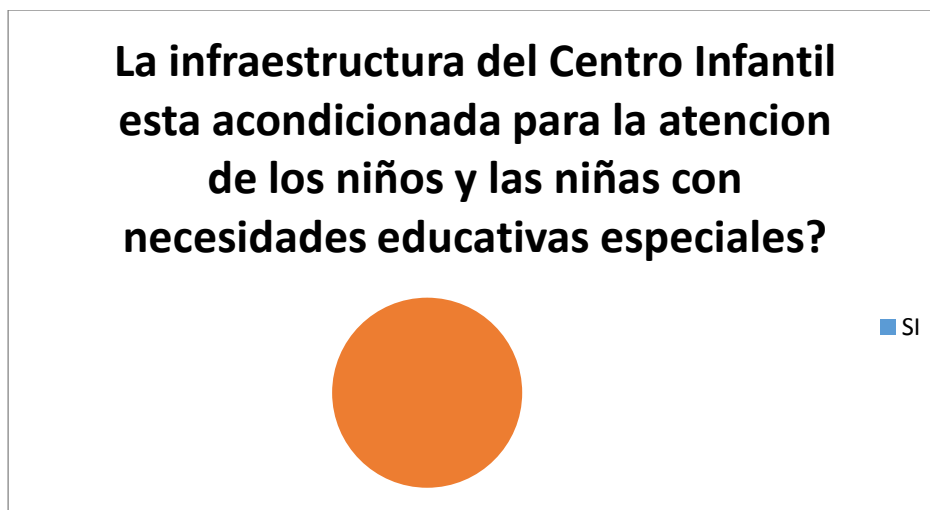 La infraestructura del Centro Infantil
esta acondicionada para la atencion
de los niños y las niñas con
necesidades educativas especiales?
SI